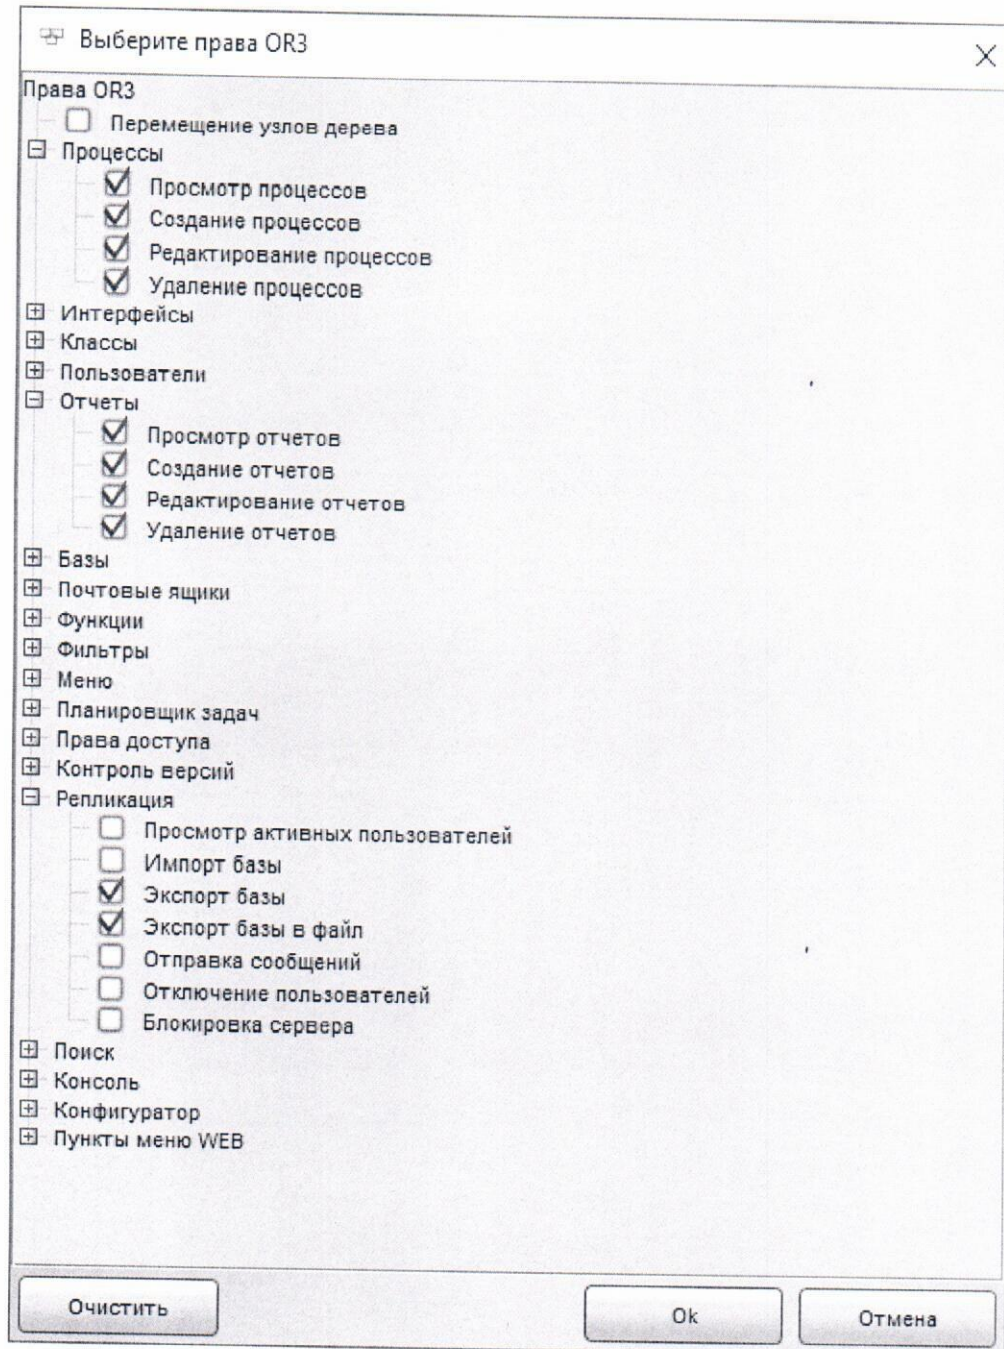 Выберите права OR3
Права OR3
Перемещение узлов дерева
Процессы
Просмотр процессов
Создание процессов
Редактирование процессов
Удаление процессов
Интерфейсы
Классы
Пользователи
Отчеты
Просмотр отчетов
Создание отчетов
Редактирование отчетов
Удаление отчетов
Базы
Почтовые ящики
Функции
Фильтры
Меню
Планировщик задач
Права доступа
Контроль версий
Репликация
Просмотр активных пользователей
Импорт базы
Экспорт базы
Экспорт базы в файл
Отправка сообщений
Отключение пользователей
Блокировка сервера
Поиск
Консоль
Конфигуратор
Пункты меню WEB
Очистить Ok Отмена